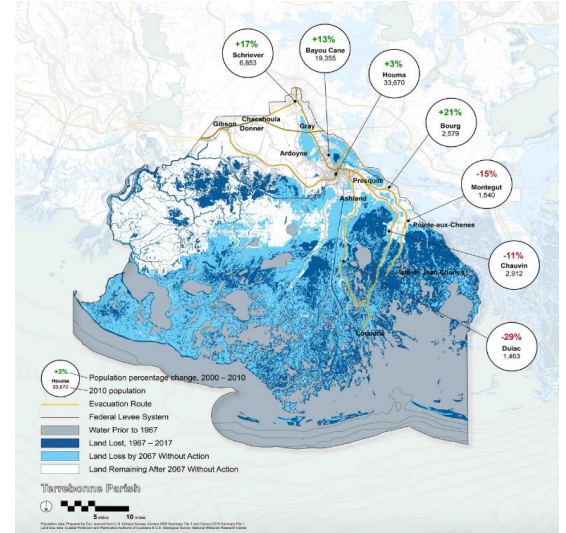 +17%
Schriever
6,853
+13%
Bayou Cane
19,355
+3%
Houma
33,670
+21%
Bourg
2,579
-15%
Montegut
1,540
-11%
Chauvin
2,912
-29%
Dulac
1,463
Gibson
Chacahoula
Donner
Gray
Ardoyne
Presquille
Ashland
Pointe-aux-Chenes
Isle de Jean Charles
Cocodrie
+3%
Houma
33,670
Population percentage change, 2000 – 2010
2010 population
Evacuation Route
Federal Levee System
Water Prior to 1967
Land Lost, 1967 – 2017
Land Loss by 2067 Without Action
Land Remaining After 2067 Without Action
Terrebonne Parish
5 miles 10 miles